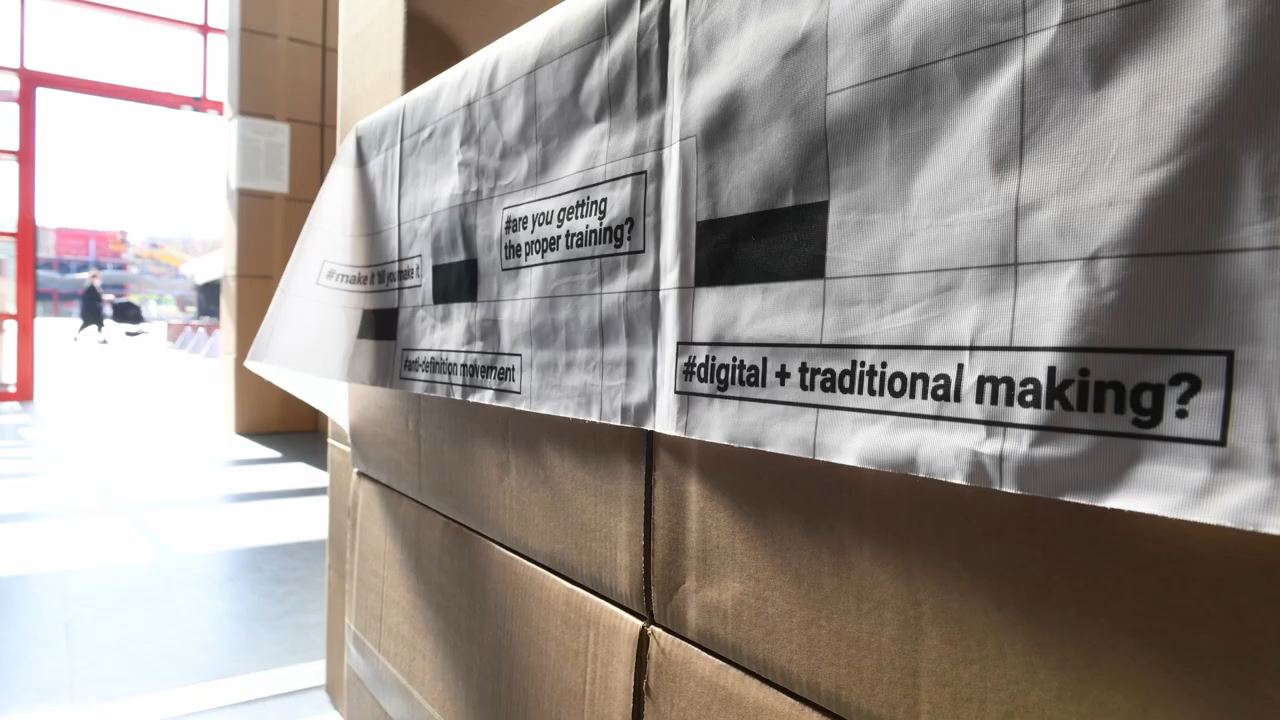 #are you getting
the proper training?
#make it 'till you make it
#anti-definition movement
#digital + traditional making?